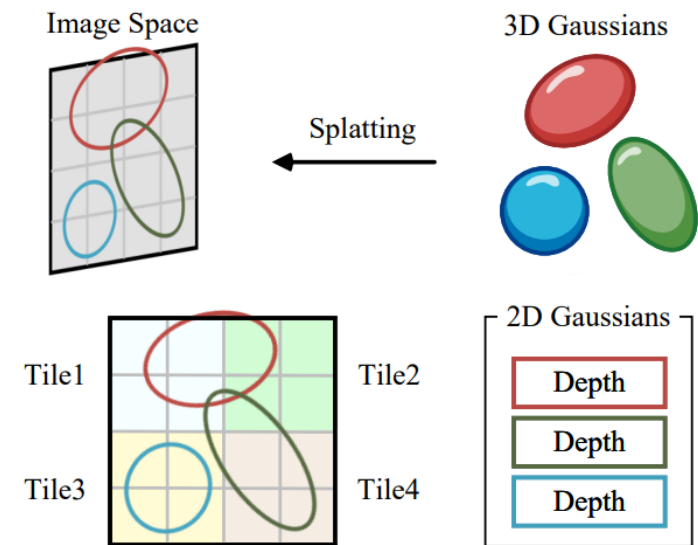 Image Space
3D Gaussians
Splatting
Tile1
Tile2
Tile3
Tile4
2D Gaussians
Depth
Depth
Depth